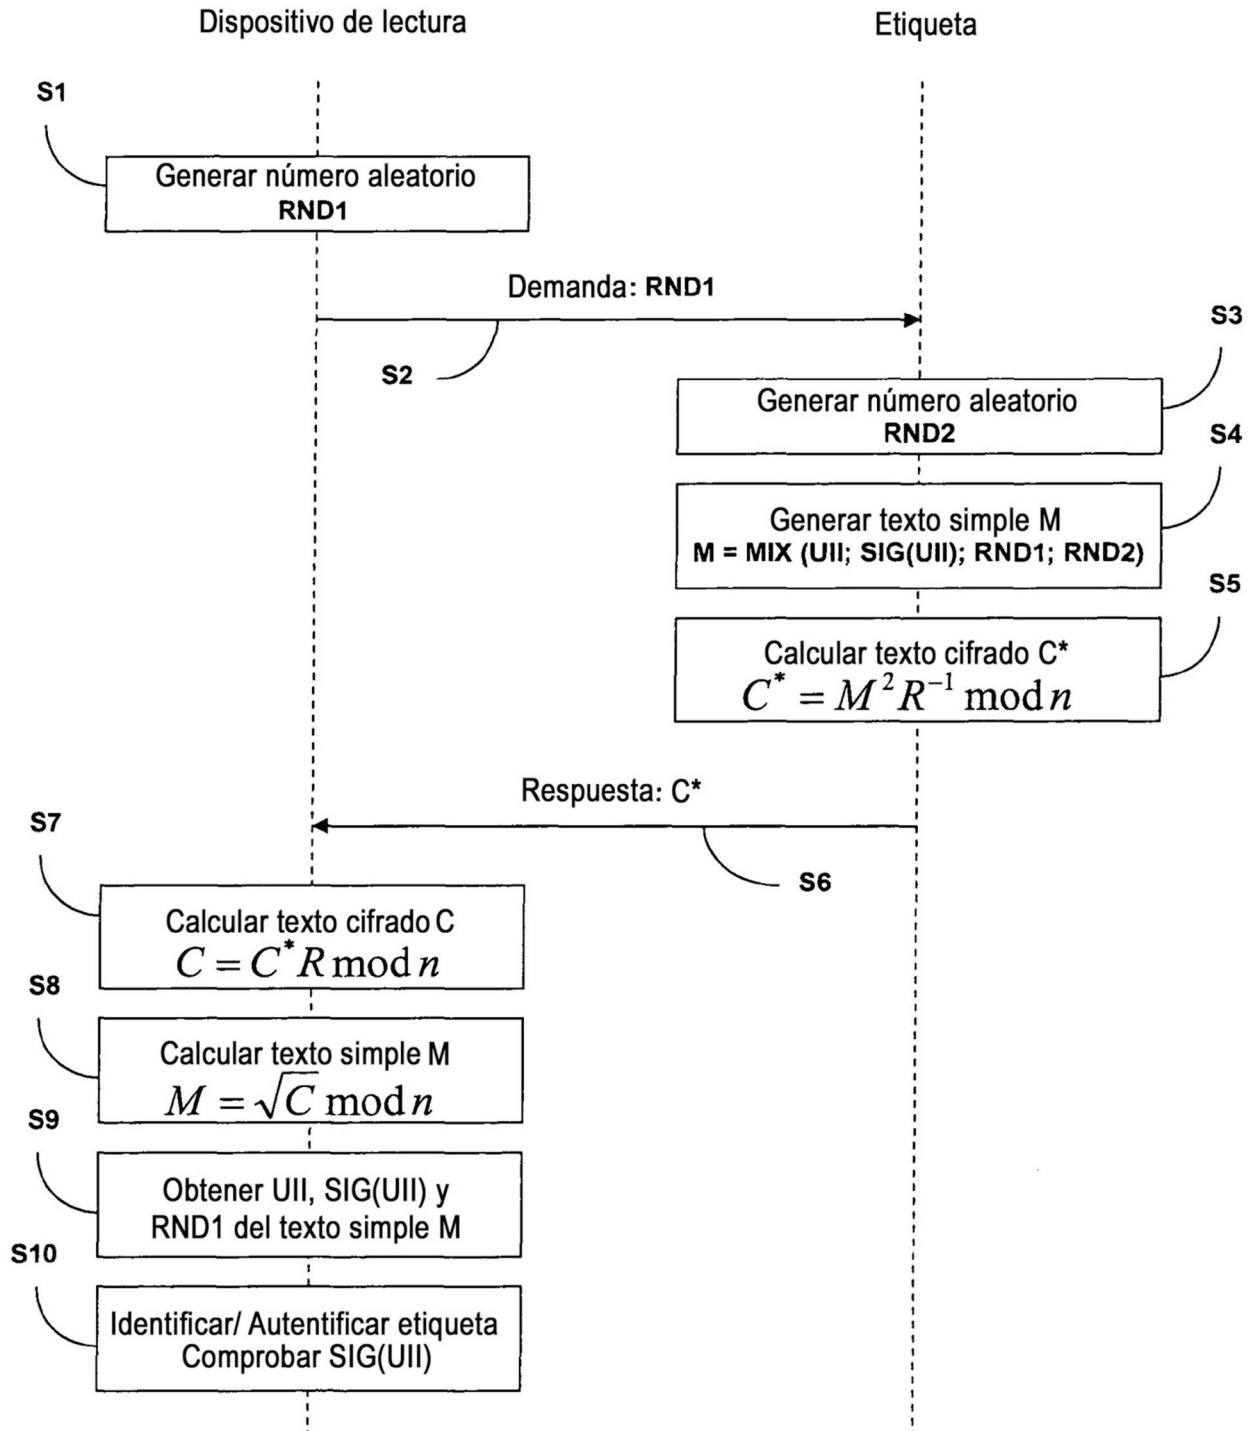 Dispositivo de lectura
Etiqueta
S1
Generar número aleatorio
RND1
Demanda: RND1
S2
S3
Generar número aleatorio
RND2
S4
Generar texto simple M
M = MIX (UII; SIG(UII); RND1; RND2)
S5
Calcular texto cifrado C*
C* = M² R⁻¹ mod n
Respuesta: C*
S6
S7
Calcular texto cifrado C
C = C* R mod n
S8
Calcular texto simple M
M = √C mod n
S9
Obtener UII, SIG(UII) y
RND1 del texto simple M
S10
Identificar/ Autentificar etiqueta
Comprobar SIG(UII)